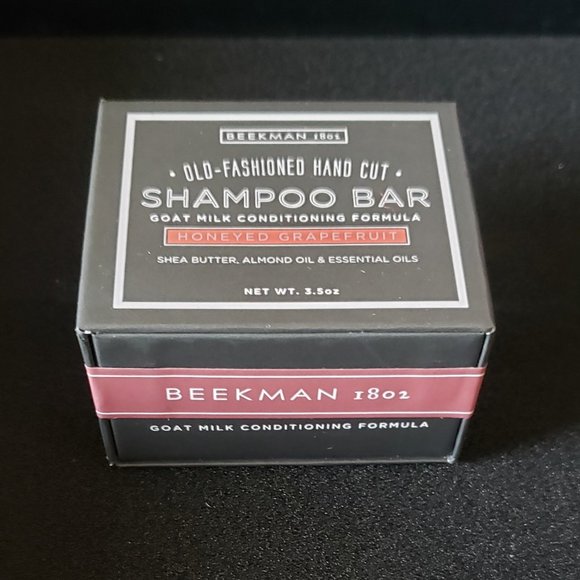 BEEKMAN 1802
• OLD-FASHIONED HAND CUT •
SHAMPOO BAR
GOAT MILK CONDITIONING FORMULA
HONEYED GRAPEFRUIT
SHEA BUTTER, ALMOND OIL & ESSENTIAL OILS
NET WT. 3.5oz
BEEKMAN 1802
GOAT MILK CONDITIONING FORMULA